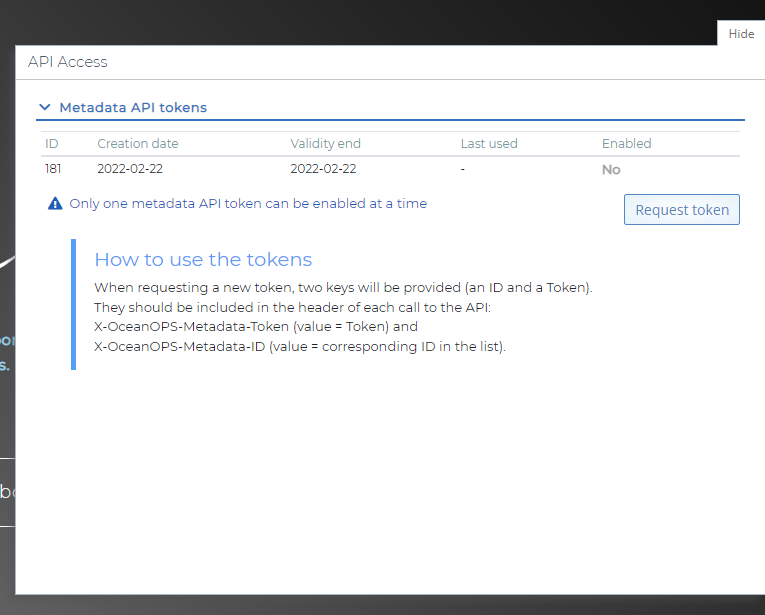 Hide
API Access
Metadata API tokens
ID Creation date Validity end Last used Enabled
181 2022-02-22 2022-02-22 - No
Only one metadata API token can be enabled at a time
Request token
How to use the tokens
When requesting a new token, two keys will be provided (an ID and a Token).
They should be included in the header of each call to the API:
X-OceanOPS-Metadata-Token (value = Token) and
X-OceanOPS-Metadata-ID (value = corresponding ID in the list).